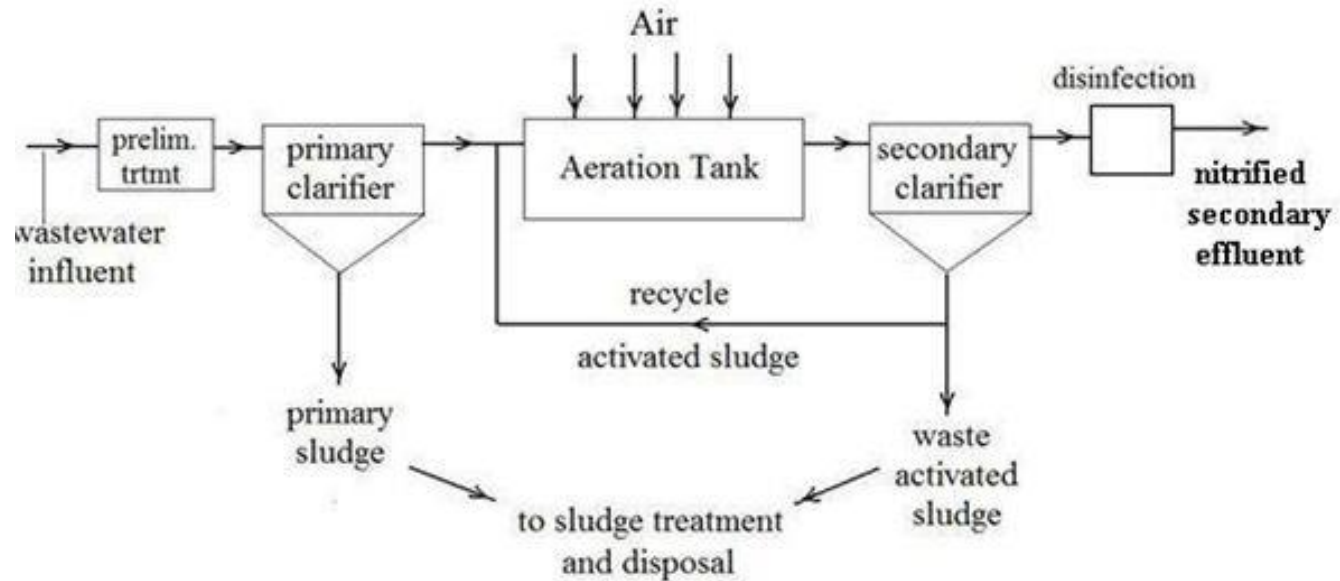 Air
disinfection
prelim.
trtmt
primary
clarifier
Aeration Tank
secondary
clarifier
nitrified
secondary
effluent
wastewater
influent
recycle
activated sludge
primary
sludge
waste
activated
sludge
to sludge treatment
and disposal